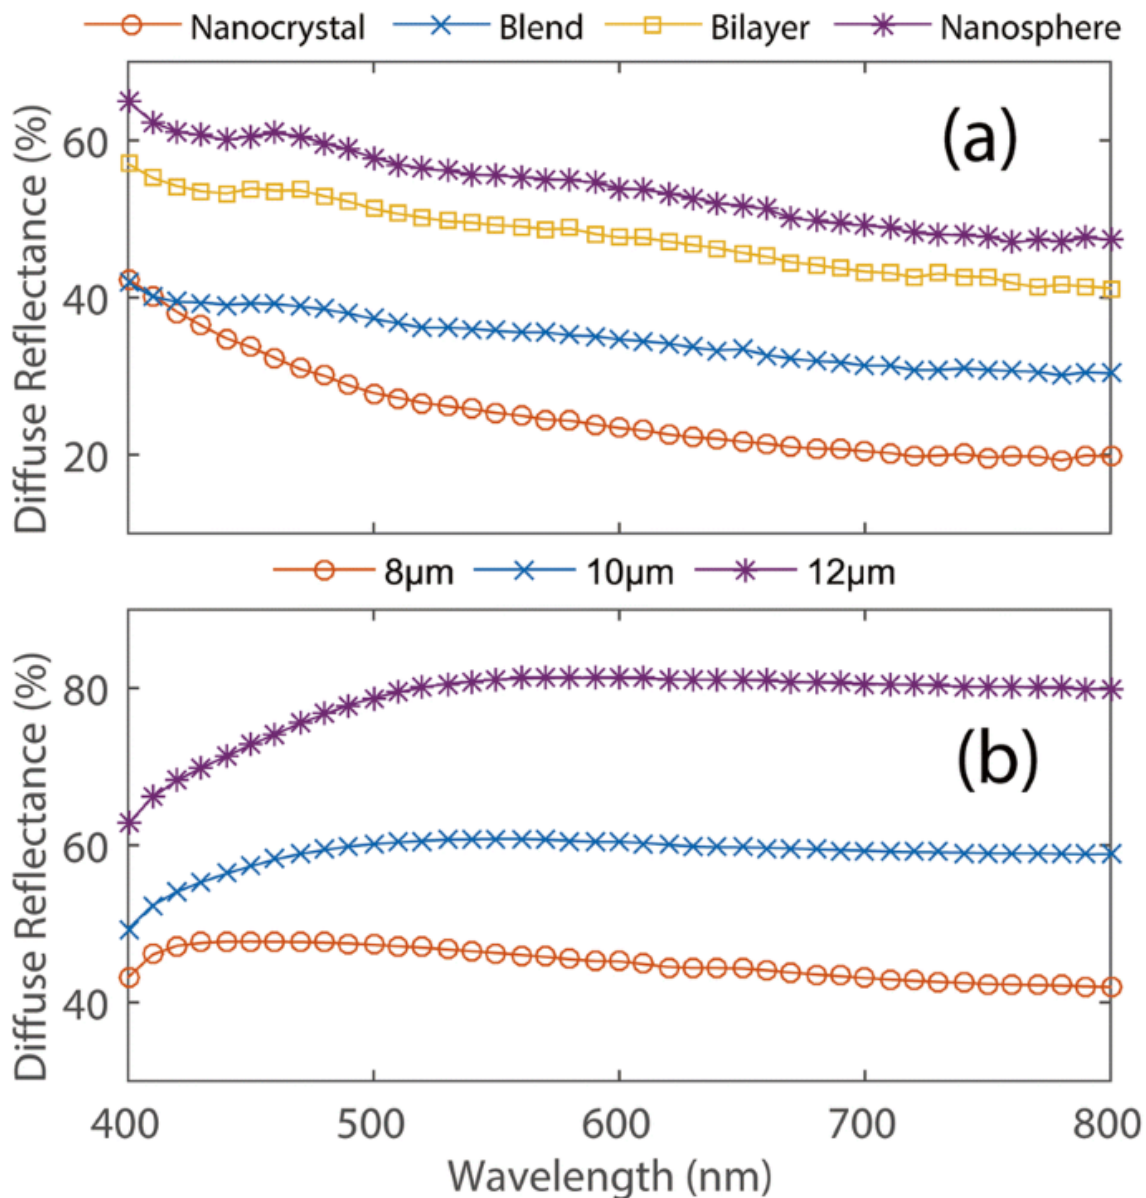 Nanocrystal Blend Bilayer Nanosphere
(a)
Diffuse Reflectance (%)
60
40
20
8µm 10µm 12µm
(b)
Diffuse Reflectance (%)
80
60
40
400 500 600 700 800
Wavelength (nm)